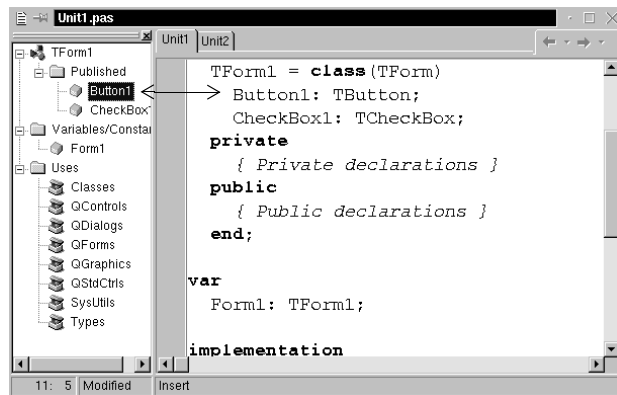 Unit1.pas
TForm1
Published
Button1
CheckBox1
Variables/Constan
Form1
Uses
Classes
QControls
QDialogs
QForms
QGraphics
QStdCtrls
SysUtils
Types
Unit1 Unit2
TForm1 = class(TForm)
Button1: TButton;
CheckBox1: TCheckBox;
private
{ Private declarations }
public
{ Public declarations }
end;
var
Form1: TForm1;
implementation
11: 5 Modified Insert